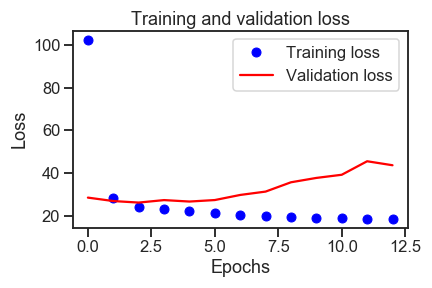 Training and validation loss
Training loss
Validation loss
Loss
100
80
60
40
20
0.0 2.5 5.0 7.5 10.0 12.5
Epochs